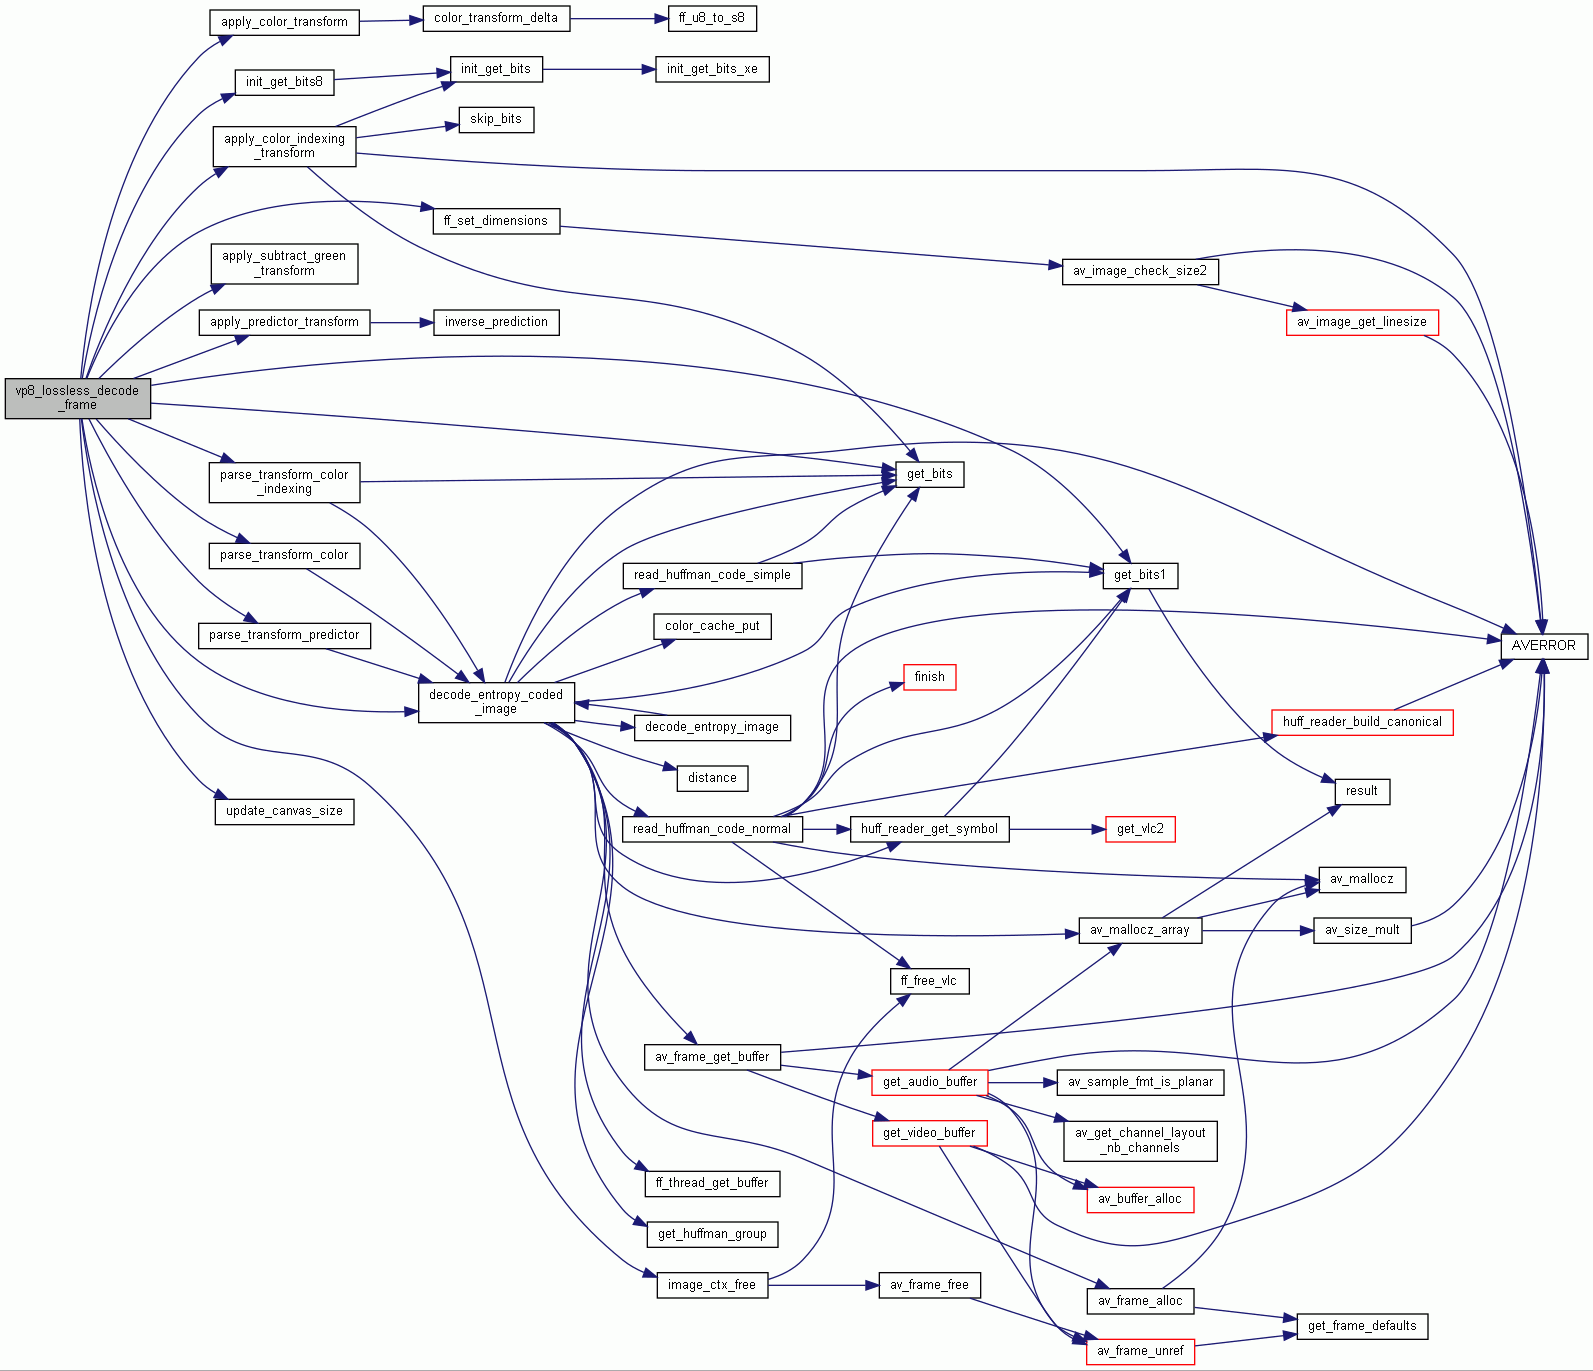 apply_color_transform
color_transform_delta
ff_u8_to_s8
init_get_bits8
init_get_bits
init_get_bits_xe
apply_color_indexing
_transform
skip_bits
ff_set_dimensions
apply_subtract_green
_transform
av_image_check_size2
apply_predictor_transform
inverse_prediction
av_image_get_linesize
vp8_lossless_decode
_frame
parse_transform_color
_indexing
get_bits
parse_transform_color
read_huffman_code_simple
get_bits1
color_cache_put
parse_transform_predictor
AVERROR
finish
decode_entropy_coded
_image
decode_entropy_image
huff_reader_build_canonical
distance
result
update_canvas_size
read_huffman_code_normal
huff_reader_get_symbol
get_vlc2
av_mallocz
av_mallocz_array
av_size_mult
ff_free_vlc
av_frame_get_buffer
get_audio_buffer
av_sample_fmt_is_planar
get_video_buffer
av_get_channel_layout
_nb_channels
ff_thread_get_buffer
av_buffer_alloc
get_huffman_group
image_ctx_free
av_frame_free
av_frame_alloc
get_frame_defaults
av_frame_unref